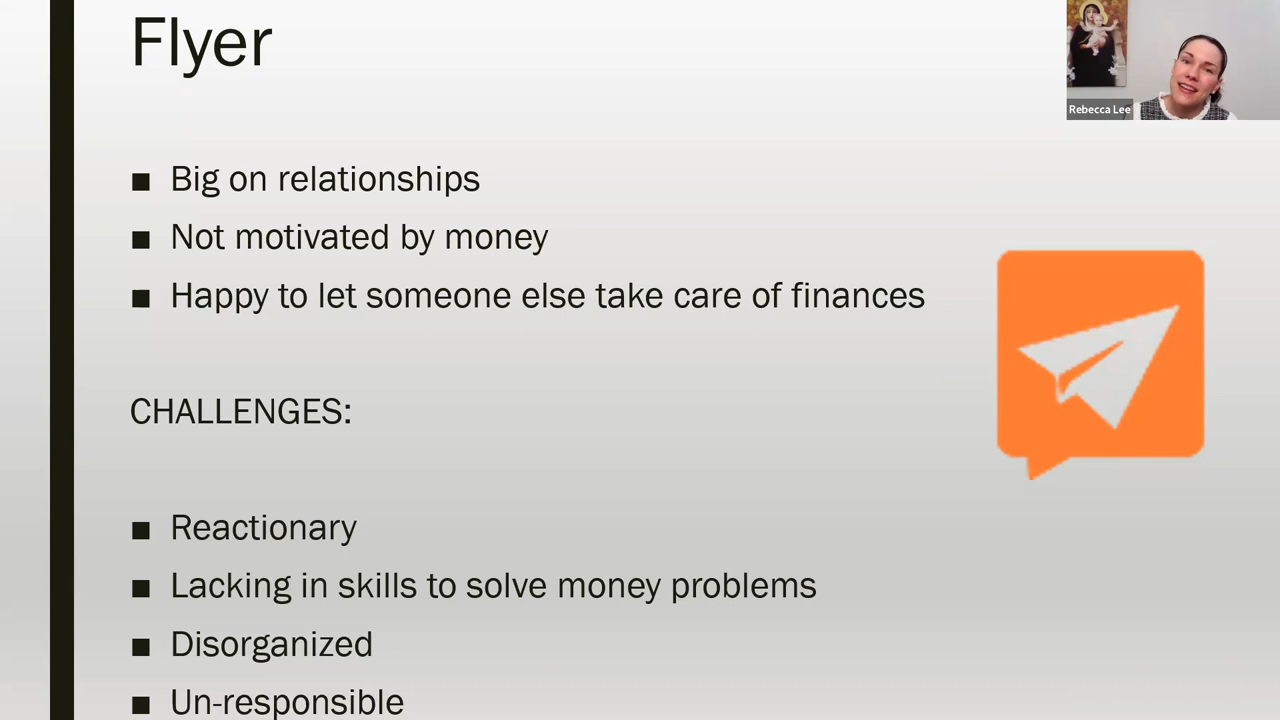 Flyer
Rebecca Lee
■ Big on relationships
■ Not motivated by money
■ Happy to let someone else take care of finances
CHALLENGES:
■ Reactionary
■ Lacking in skills to solve money problems
■ Disorganized
■ Un-responsible